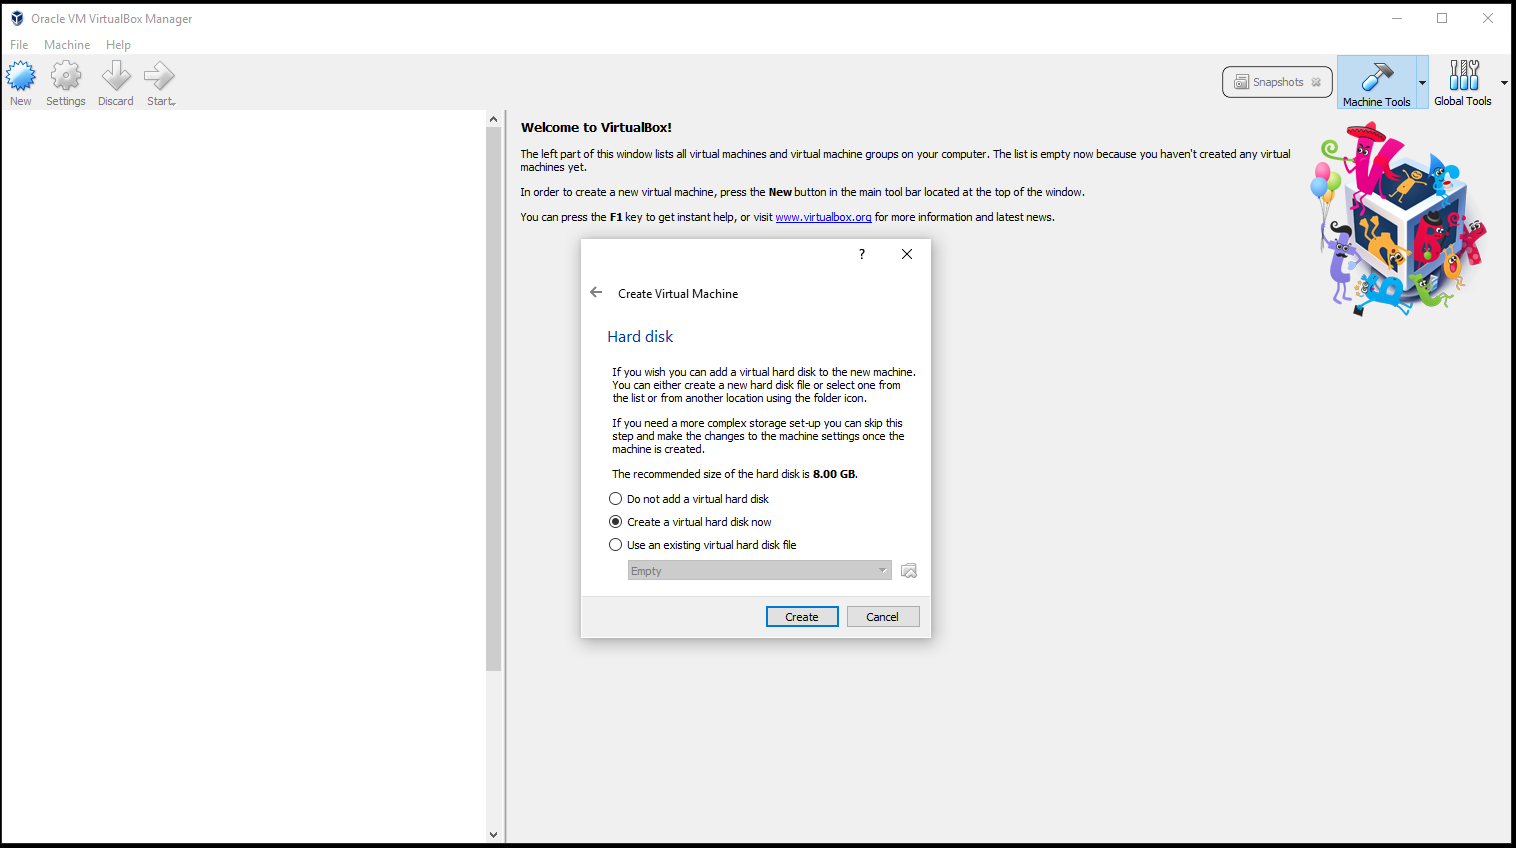 Oracle VM VirtualBox Manager
File Machine Help
New Settings Discard Start
Snapshots Machine Tools Global Tools
Welcome to VirtualBox!
The left part of this window lists all virtual machines and virtual machine groups on your computer. The list is empty now because you haven't created any virtual
machines yet.
In order to create a new virtual machine, press the New button in the main tool bar located at the top of the window.
You can press the F1 key to get instant help, or visit www.virtualbox.org for more information and latest news.
?
Create Virtual Machine
Hard disk
If you wish you can add a virtual hard disk to the new machine.
You can either create a new hard disk file or select one from
the list or from another location using the folder icon.
If you need a more complex storage set-up you can skip this
step and make the changes to the machine settings once the
machine is created.
The recommended size of the hard disk is 8.00 GB.
Do not add a virtual hard disk
Create a virtual hard disk now
Use an existing virtual hard disk file
Empty
Create Cancel